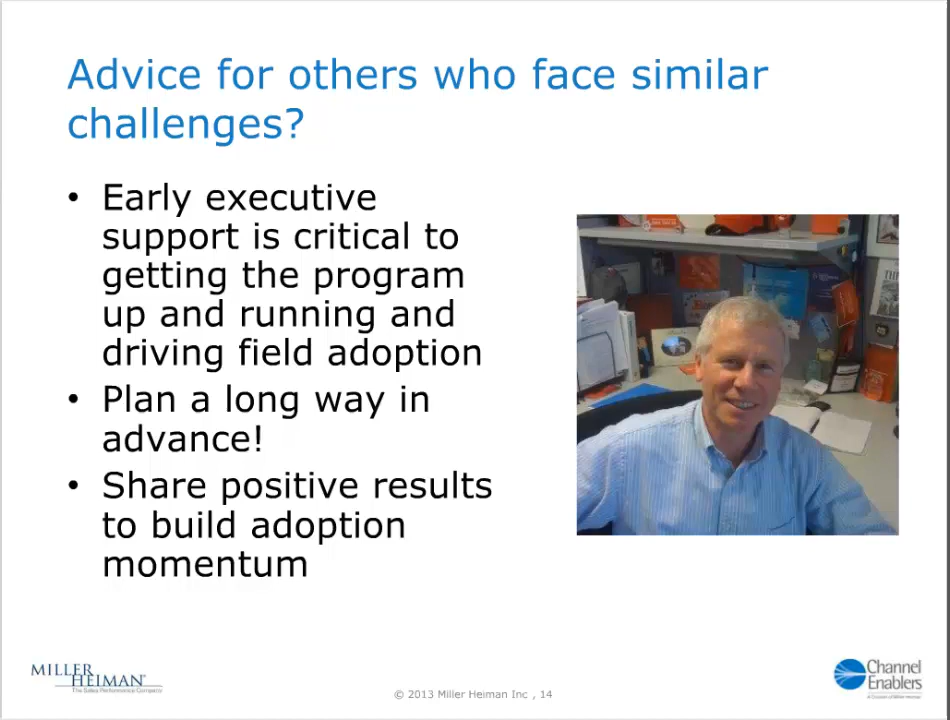 Advice for others who face similar
challenges?
• Early executive
support is critical to
getting the program
up and running and
driving field adoption
• Plan a long way in
advance!
• Share positive results
to build adoption
momentum
MILLER
HEIMAN
The Sales Performance Company
© 2013 Miller Heiman Inc , 14
Channel
Enablers